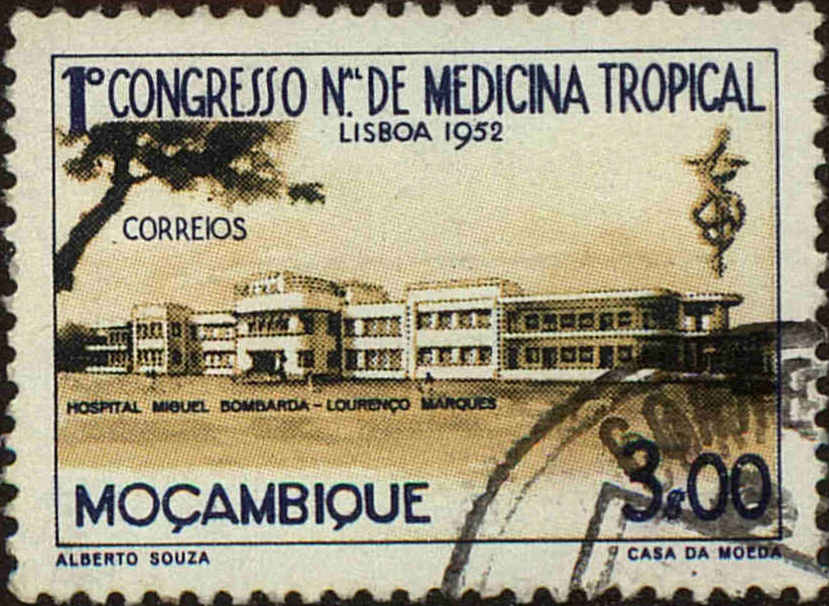 1º CONGRESSO N.AL DE MEDICINA TROPICAL
LISBOA 1952
CORREIOS
HOSPITAL MIGUEL BOMBARDA - LOURENÇO MARQUES
MOÇAMBIQUE
3$00
ALBERTO SOUZA
CASA DA MOEDA